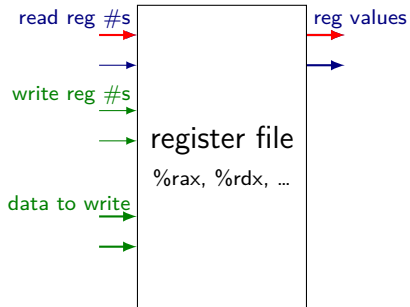 read reg #s
reg values
write reg #s
register file
%rax, %rdx, …
data to write